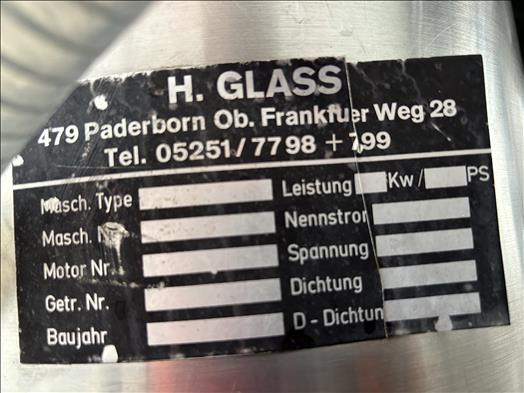 H. GLASS
479 Paderborn Ob. Frankfuer Weg 28
Tel. 05251/7798 + 799
Masch. Type
Leistung Kw/ PS
Masch. N
Nennstror
Motor Nr
Spannung
Getr. Nr.
Dichtung
Baujahr
D - Dichtun